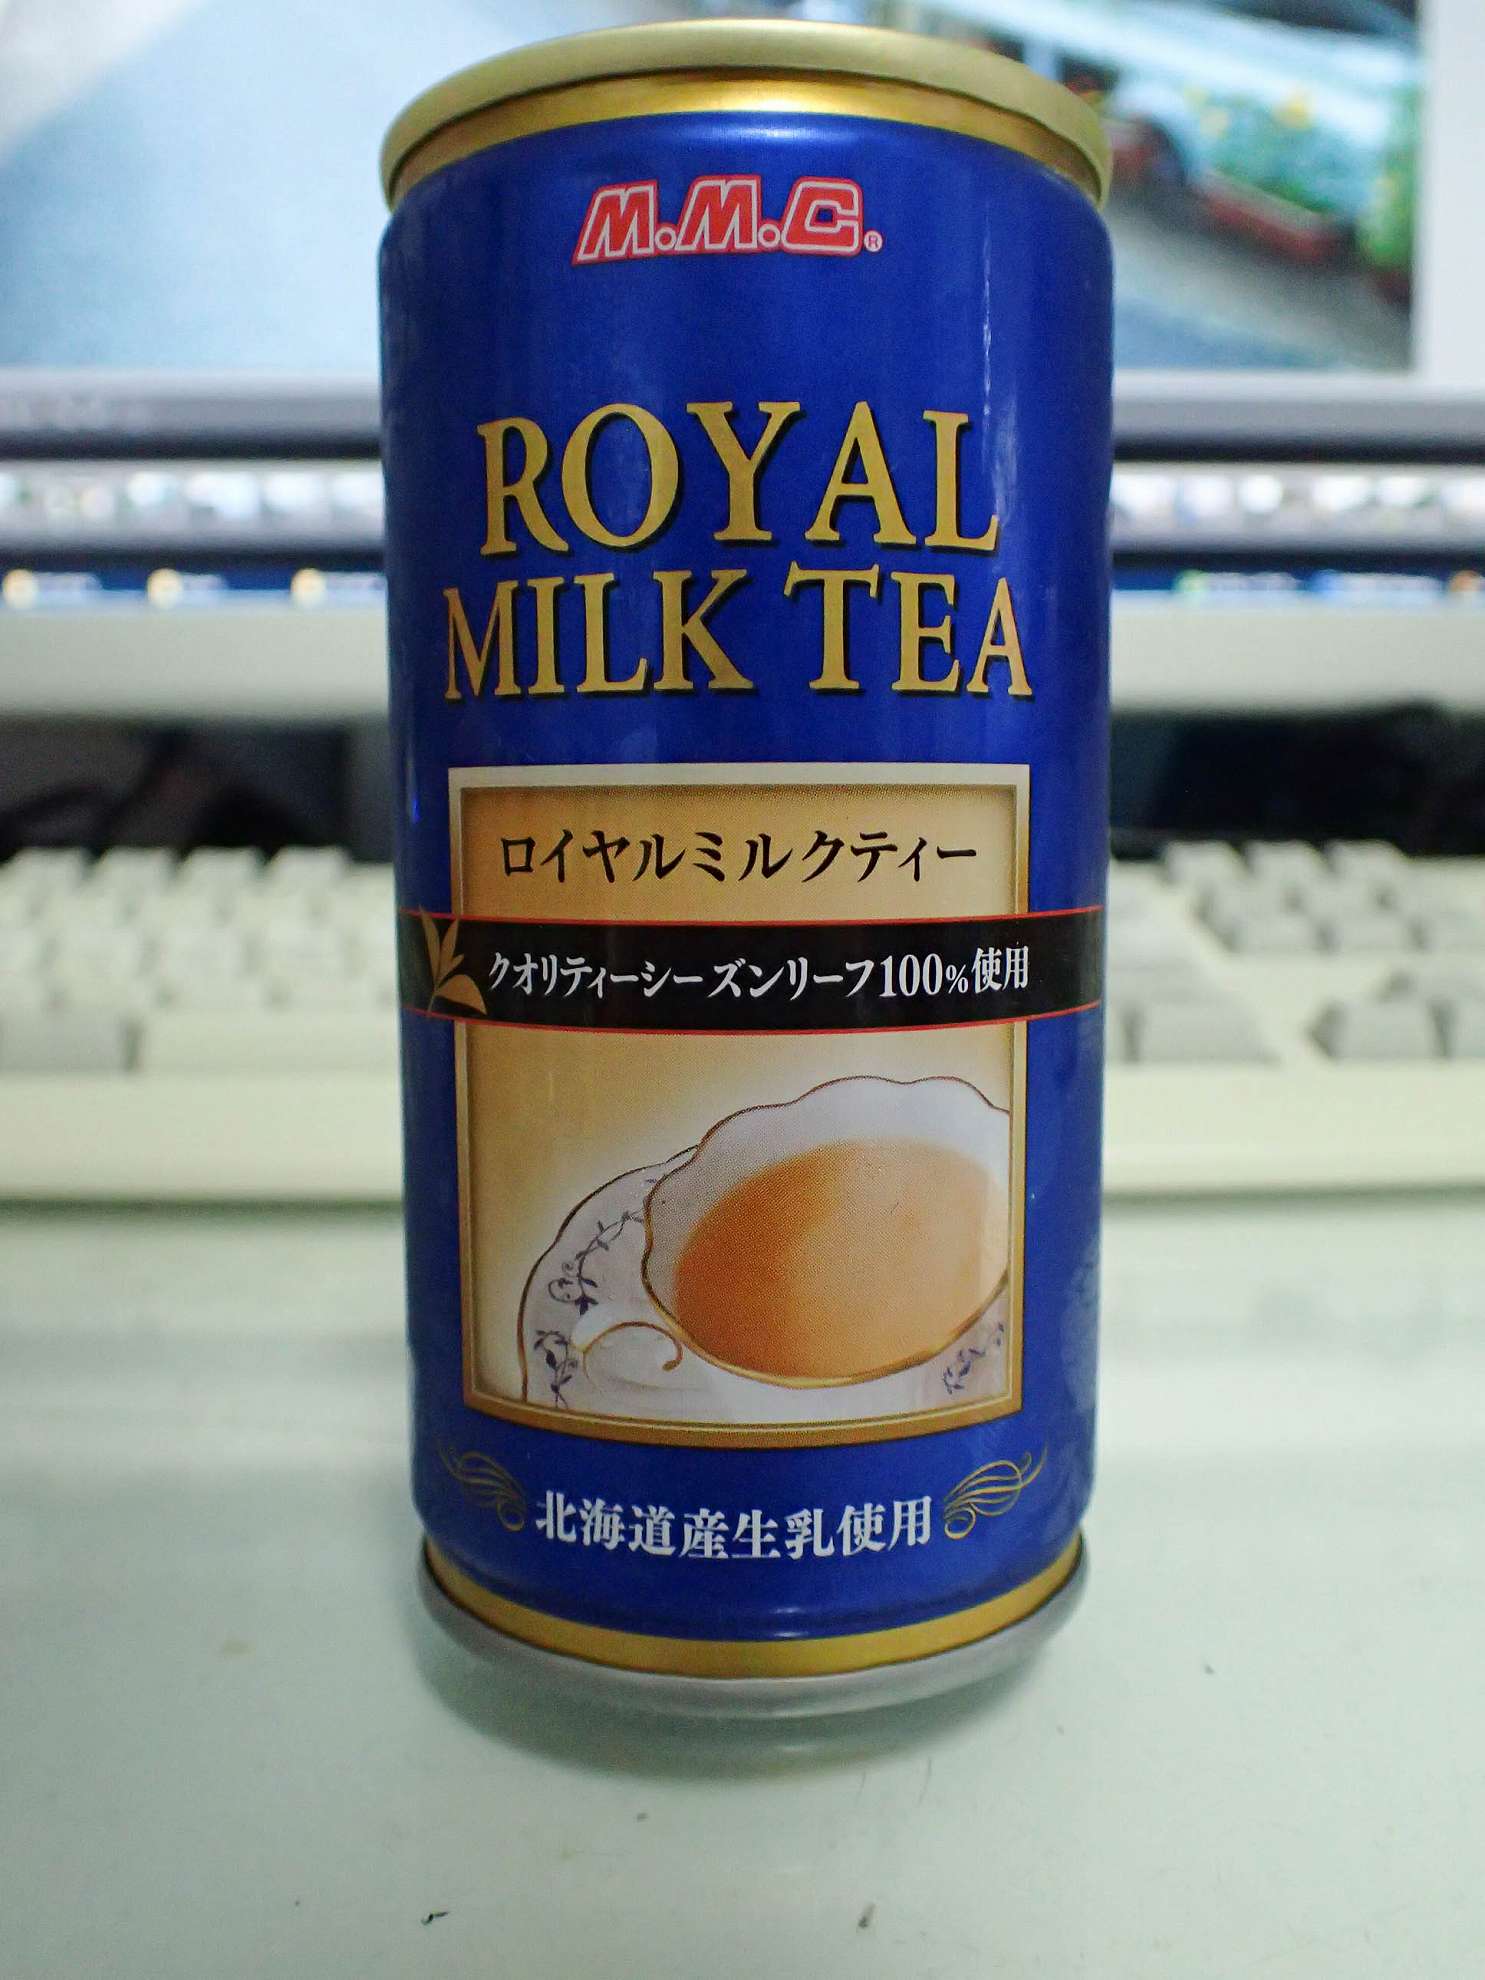 M.M.C.®
ROYAL
MILK TEA
ロイヤルミルクティー
クオリティーシーズンリーフ100%使用
北海道産生乳使用